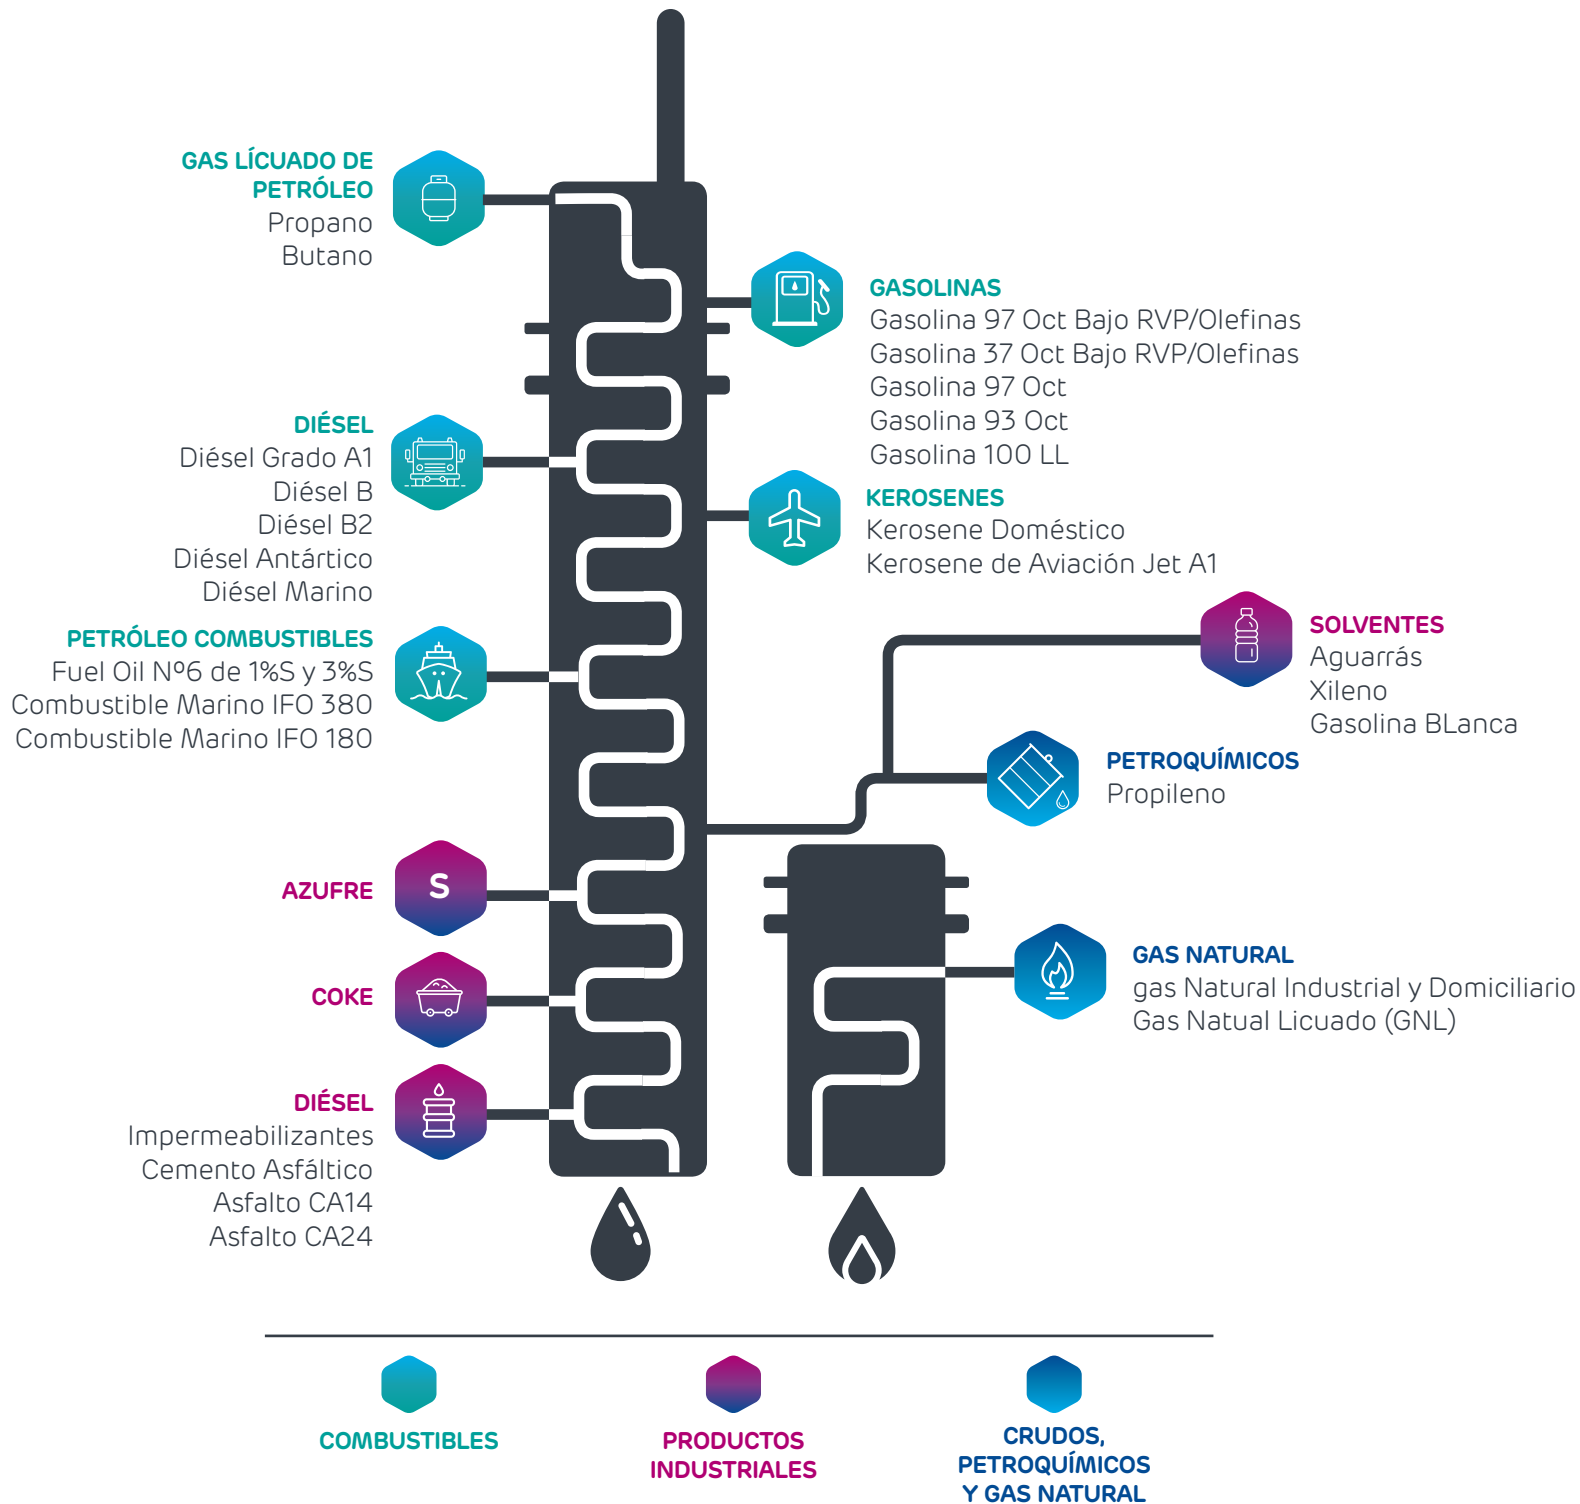 GAS LÍCUADO DE
PETRÓLEO
Propano
Butano
GASOLINAS
Gasolina 97 Oct Bajo RVP/Olefinas
Gasolina 37 Oct Bajo RVP/Olefinas
Gasolina 97 Oct
Gasolina 93 Oct
Gasolina 100 LL
DIÉSEL
Diésel Grado A1
Diésel B
Diésel B2
Diésel Antártico
Diésel Marino
KEROSENES
Kerosene Doméstico
Kerosene de Aviación Jet A1
PETRÓLEO COMBUSTIBLES
Fuel Oil Nº6 de 1%S y 3%S
Combustible Marino IFO 380
Combustible Marino IFO 180
SOLVENTES
Aguarrás
Xileno
Gasolina BLanca
PETROQUÍMICOS
Propileno
AZUFRE
S
COKE
GAS NATURAL
gas Natural Industrial y Domiciliario
Gas Natual Licuado (GNL)
DIÉSEL
Impermeabilizantes
Cemento Asfáltico
Asfalto CA14
Asfalto CA24
COMBUSTIBLES
PRODUCTOS
INDUSTRIALES
CRUDOS,
PETROQUÍMICOS
Y GAS NATURAL